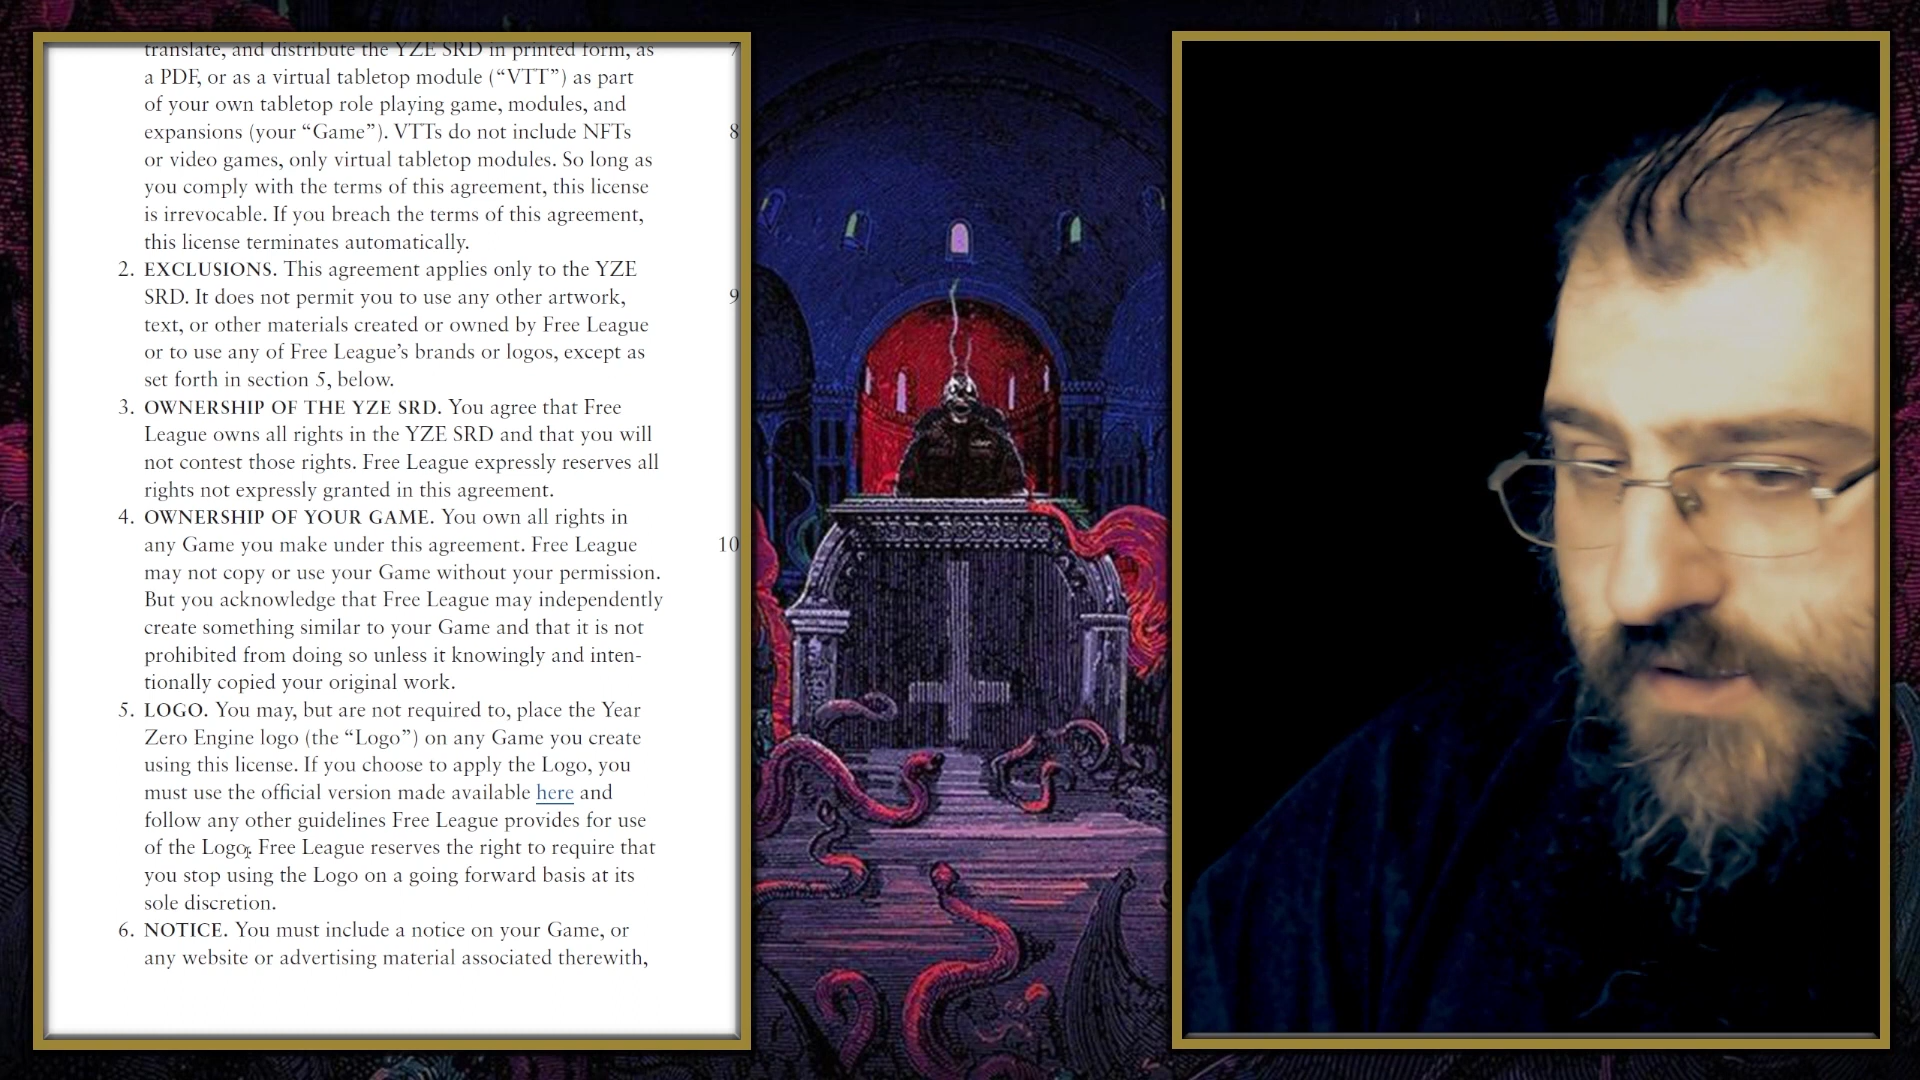 translate, and distribute the YZE SRD in printed form, as
a PDF, or as a virtual tabletop module (“VTT”) as part
of your own tabletop role playing game, modules, and
expansions (your “Game”). VTTs do not include NFTs
or video games, only virtual tabletop modules. So long as
you comply with the terms of this agreement, this license
is irrevocable. If you breach the terms of this agreement,
this license terminates automatically.
2. EXCLUSIONS. This agreement applies only to the YZE
SRD. It does not permit you to use any other artwork,
text, or other materials created or owned by Free League
or to use any of Free League’s brands or logos, except as
set forth in section 5, below.
3. OWNERSHIP OF THE YZE SRD. You agree that Free
League owns all rights in the YZE SRD and that you will
not contest those rights. Free League expressly reserves all
rights not expressly granted in this agreement.
4. OWNERSHIP OF YOUR GAME. You own all rights in
any Game you make under this agreement. Free League
may not copy or use your Game without your permission.
But you acknowledge that Free League may independently
create something similar to your Game and that it is not
prohibited from doing so unless it knowingly and inten-
tionally copied your original work.
5. LOGO. You may, but are not required to, place the Year
Zero Engine logo (the “Logo”) on any Game you create
using this license. If you choose to apply the Logo, you
must use the official version made available here and
follow any other guidelines Free League provides for use
of the Logo. Free League reserves the right to require that
you stop using the Logo on a going forward basis at its
sole discretion.
6. NOTICE. You must include a notice on your Game, or
any website or advertising material associated therewith,
7
8
9
10